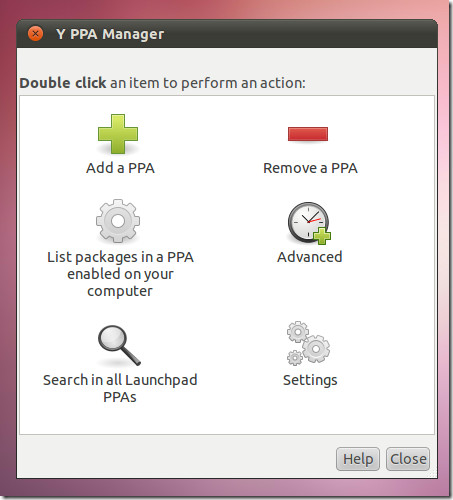 Y PPA Manager
Double click an item to perform an action:
Add a PPA
Remove a PPA
List packages in a PPA
enabled on your
computer
Advanced
Search in all Launchpad
PPAs
Settings
Help
Close